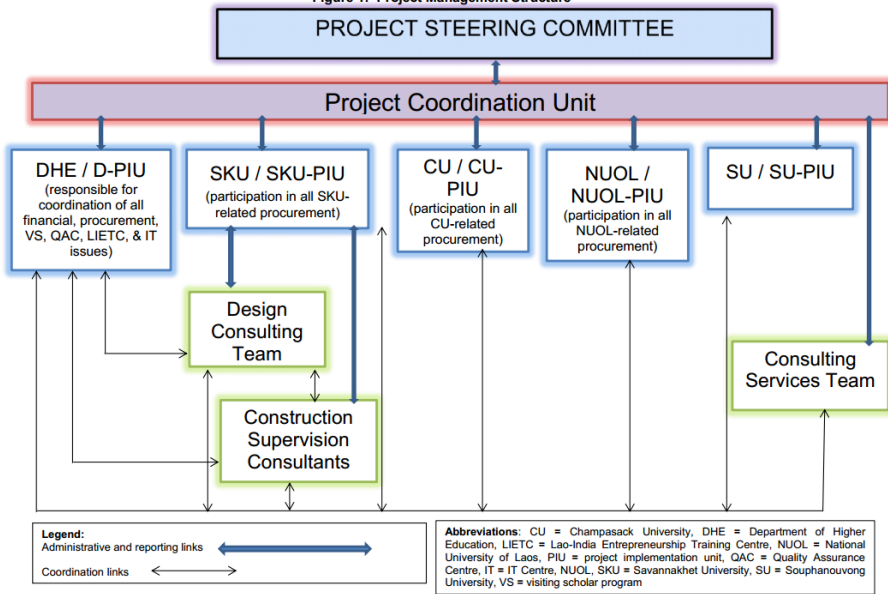 Figure 1: Project Management Structure
PROJECT STEERING COMMITTEE
Project Coordination Unit
DHE / D-PIU
(responsible for
coordination of all
financial, procurement,
VS, QAC, LIETC, & IT
issues)
SKU / SKU-PIU
(participation in all SKU-
related procurement)
CU / CU-
PIU
(participation in all
CU-related
procurement)
NUOL /
NUOL-PIU
(participation in all
NUOL-related
procurement)
SU / SU-PIU
Design
Consulting
Team
Consulting
Services Team
Construction
Supervision
Consultants
Legend:
Administrative and reporting links
Coordination links
Abbreviations: CU = Champasack University, DHE = Department of Higher
Education, LIETC = Lao-India Entrepreneurship Training Centre, NUOL = National
University of Laos, PIU = project implementation unit, QAC = Quality Assurance
Centre, IT = IT Centre, NUOL, SKU = Savannakhet University, SU = Souphanouvong
University, VS = visiting scholar program